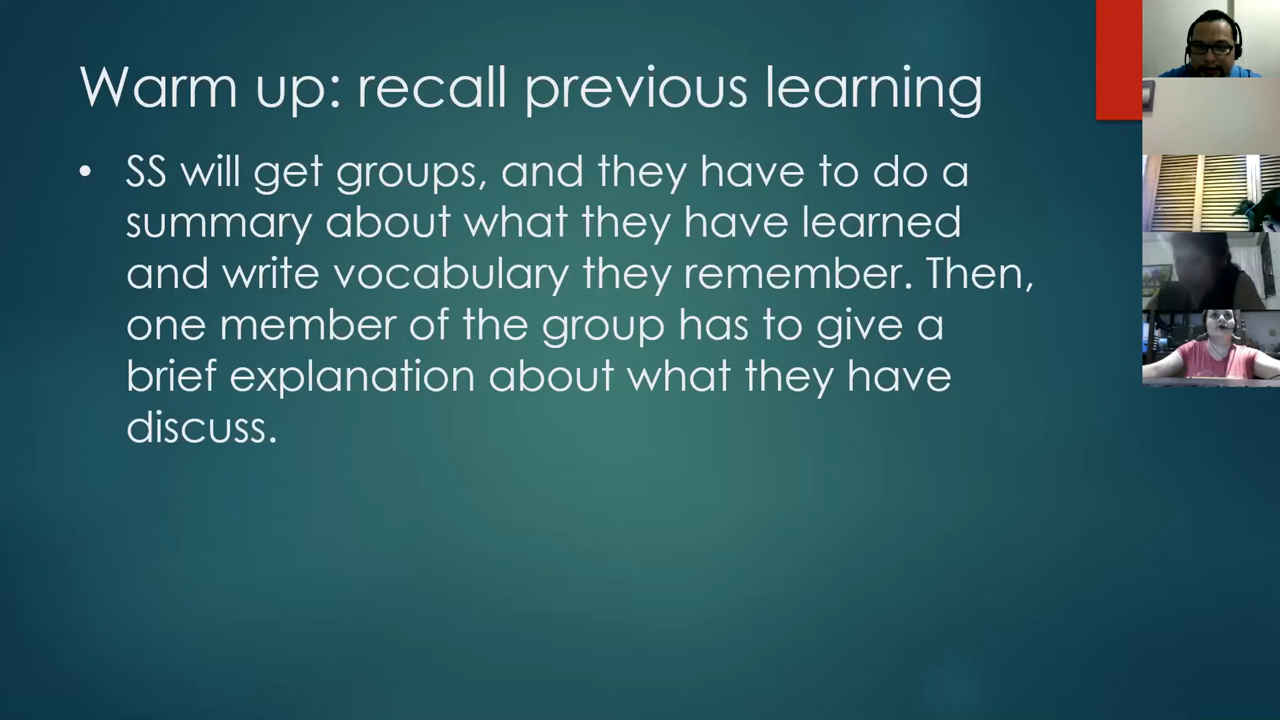 Warm up: recall previous learning
• SS will get groups, and they have to do a
summary about what they have learned
and write vocabulary they remember. Then,
one member of the group has to give a
brief explanation about what they have
discuss.